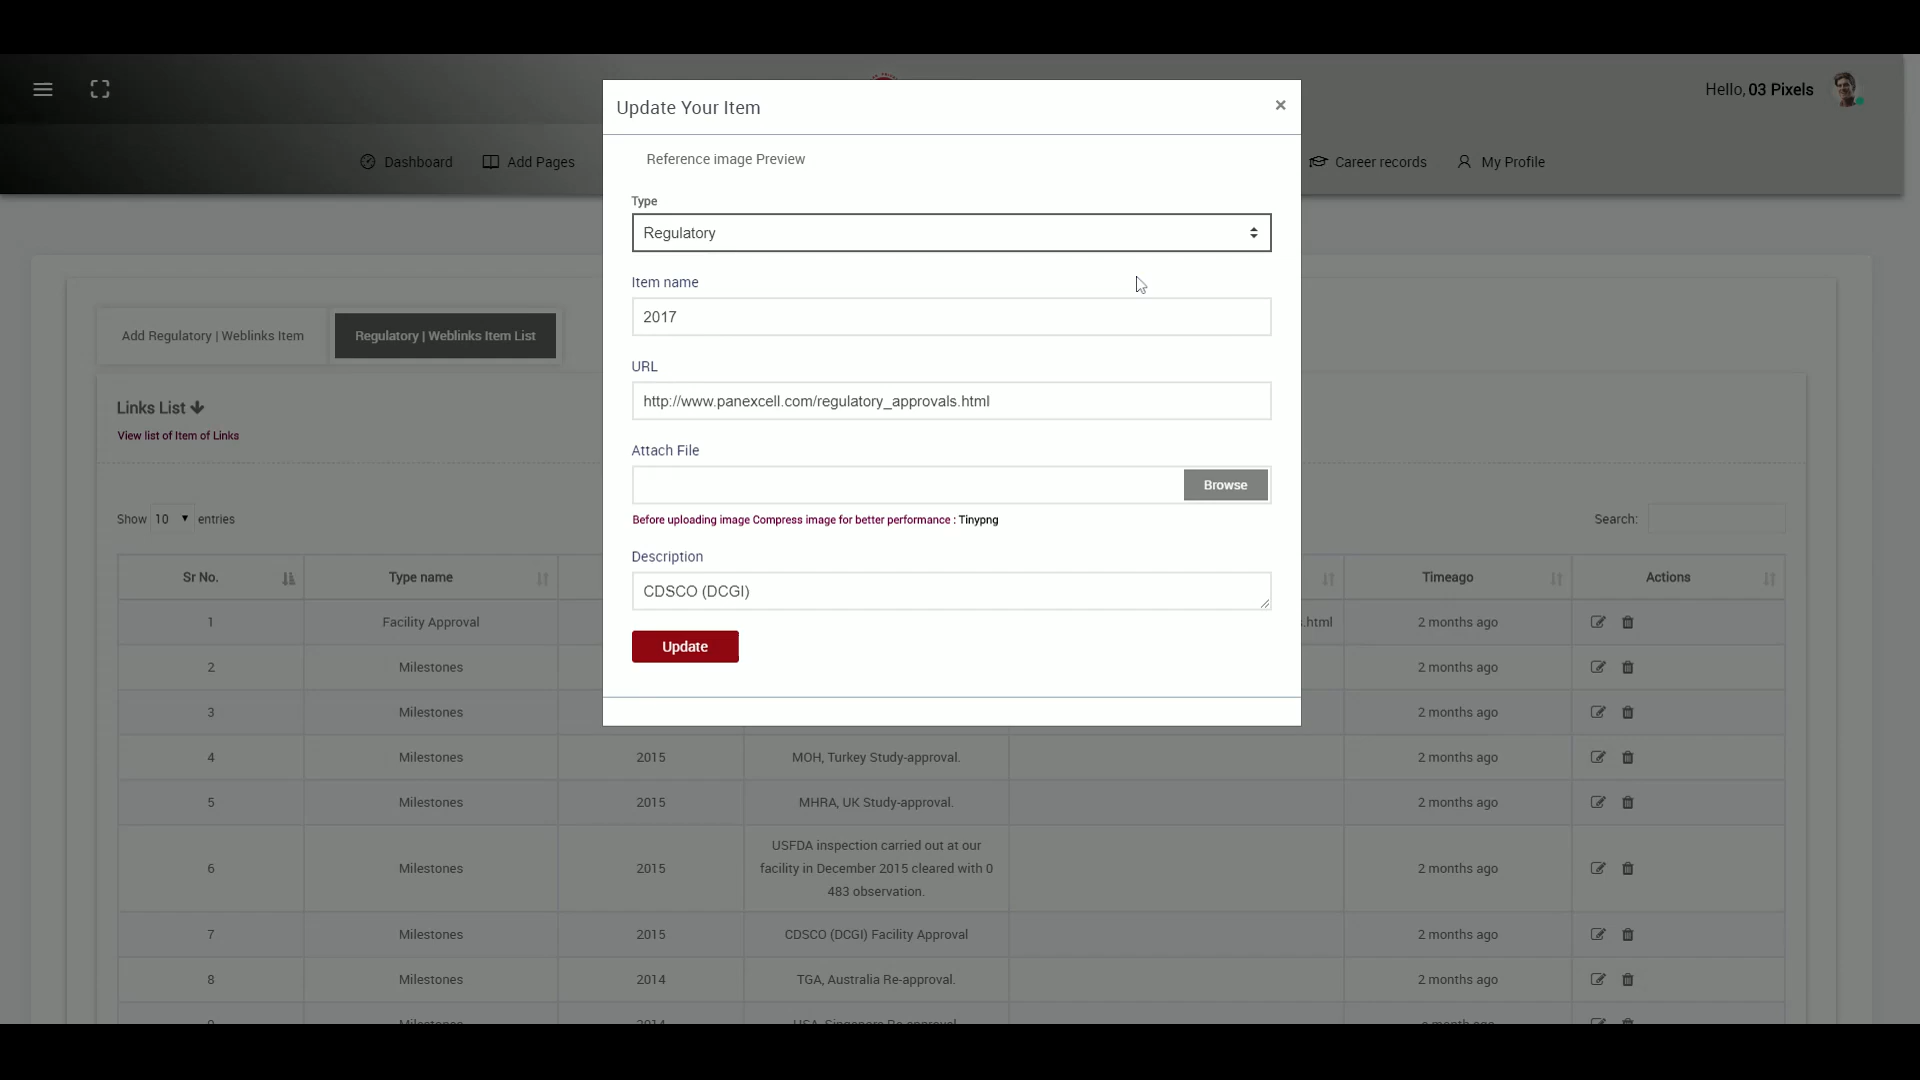 Hello, 03 Pixels
Dashboard
Add Pages
Career records
My Profile
Update Your Item
×
Reference image Preview
Type
Regulatory
Item name
2017
URL
http://www.panexcell.com/regulatory_approvals.html
Attach File
Browse
Before uploading image Compress image for better performance : Tinypng
Description
CDSCO (DCGI)
Update
Add Regulatory | Weblinks Item
Regulatory | Weblinks Item List
Links List
View list of Item of Links
Show 10 entries
Search:
Sr No. Type name Timeago Actions
1 Facility Approval .html 2 months ago
2 Milestones 2 months ago
3 Milestones 2 months ago
4 Milestones 2015 MOH, Turkey Study-approval. 2 months ago
5 Milestones 2015 MHRA, UK Study-approval. 2 months ago
USFDA inspection carried out at our
6 Milestones 2015 facility in December 2015 cleared with 0 2 months ago
483 observation.
7 Milestones 2015 CDSCO (DCGI) Facility Approval 2 months ago
8 Milestones 2014 TGA, Australia Re-approval. 2 months ago